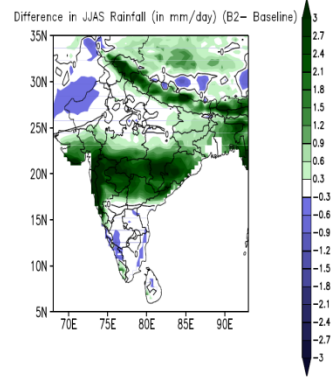 Difference in JJAS Rainfall (in mm/day) (B2- Baseline)
35N
30N
25N
20N
15N
10N
5N
70E 75E 80E 85E 90E
3
2.7
2.4
2.1
1.8
1.5
1.2
0.9
0.6
0.3
-0.3
-0.6
-0.9
-1.2
-1.5
-1.8
-2.1
-2.4
-2.7
-3